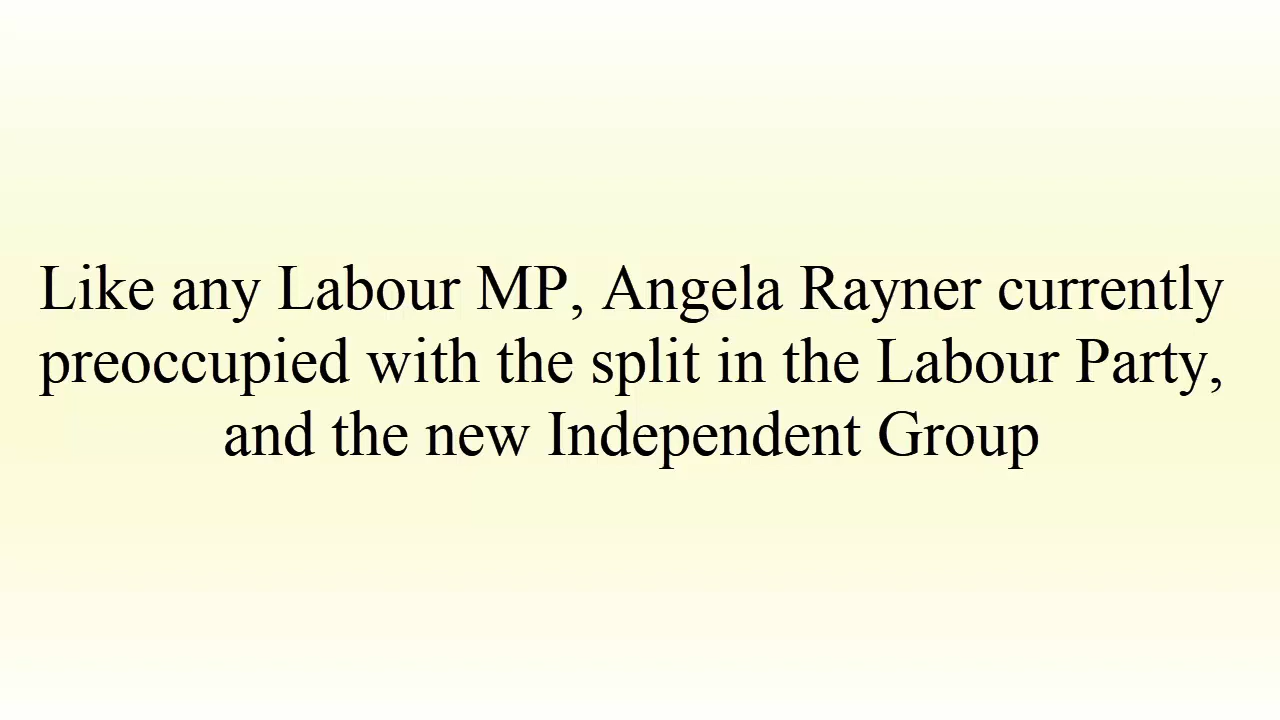 Like any Labour MP, Angela Rayner currently
preoccupied with the split in the Labour Party,
and the new Independent Group